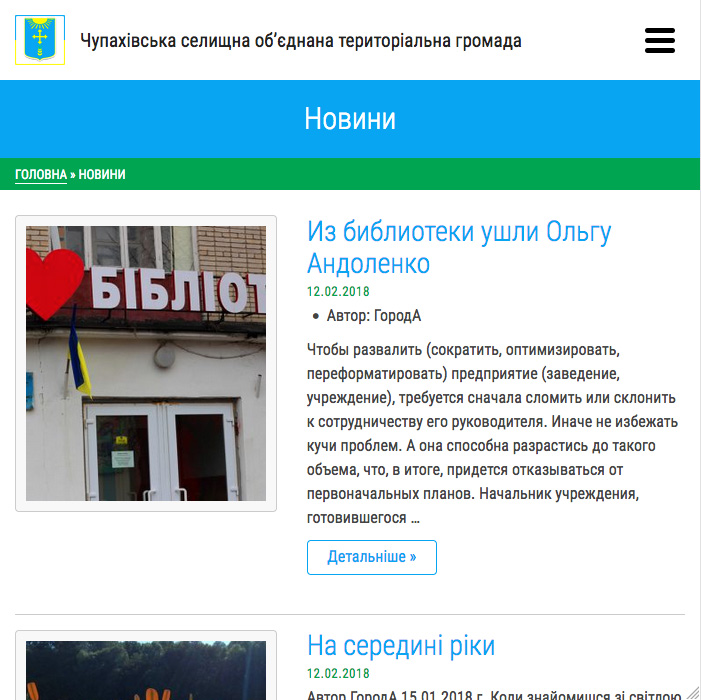 Чупахівська селищна об’єднана територіальна громада
Новини
ГОЛОВНА » НОВИНИ
БІБЛІОТ
Из библиотеки ушли Ольгу
Андоленко
12.02.2018
Автор: ГородА
Чтобы развалить (сократить, оптимизировать,
переформатировать) предприятие (заведение,
учреждение), требуется сначала сломить или склонить
к сотрудничеству его руководителя. Иначе не избежать
кучи проблем. А она способна разрастись до такого
объема, что, в итоге, придется отказываться от
первоначальных планов. Начальник учреждения,
готовившегося …
Детальніше »
На середині ріки
12.02.2018
Автор ГородА 15.01.2018 г. Коли знайомишся зі світлою